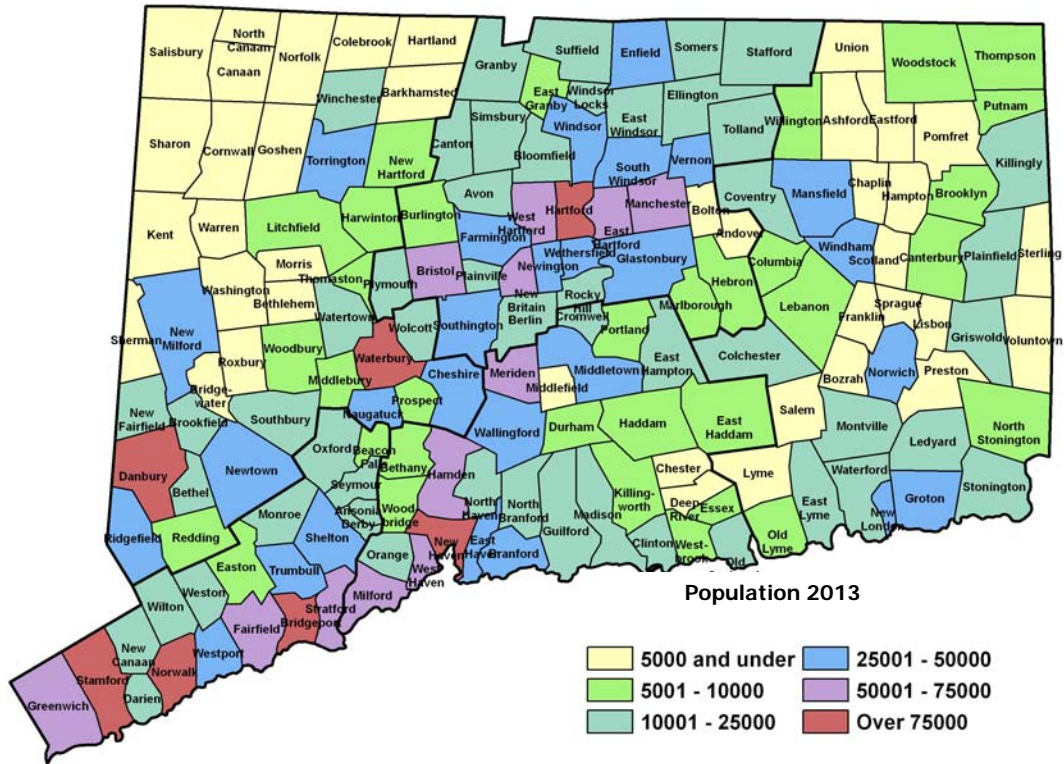 Salisbury
North
Canaan
Canaan
Norfolk
Colebrook
Hartland
Granby
Suffield
Enfield
Somers
Stafford
Union
Woodstock
Thompson
Winchester
Barkhamsted
East
Granby
Windsor
Locks
Ellington
Putnam
Sharon
Cornwall
Goshen
Torrington
New
Hartford
Canton
Simsbury
Bloomfield
Windsor
East
Windsor
Tolland
Willington
Ashford
Eastford
Pomfret
Killingly
Kent
Warren
Litchfield
Harwinton
Burlington
Avon
West
Hartford
Hartford
South
Windsor
Vernon
East
Hartford
Manchester
Bolton
Andover
Coventry
Mansfield
Chaplin
Hampton
Brooklyn
Farmington
Wethersfield
Glastonbury
Hebron
Columbia
Windham
Scotland
Canterbury
Plainfield
Sterling
Washington
Morris
Bethlehem
Thomaston
Plymouth
Bristol
Plainville
Newington
New
Britain
Berlin
Rocky
Hill
Cromwell
Marlborough
Lebanon
Franklin
Sprague
Lisbon
Griswold
Voluntown
Sherman
New
Milford
Roxbury
Bridge-
water
Woodbury
Watertown
Waterbury
Wolcott
Southington
Middlebury
Naugatuck
Prospect
Cheshire
Meriden
Middlefield
Middletown
Portland
East
Hampton
Colchester
Bozrah
Norwich
Preston
New
Fairfield
Brookfield
Southbury
Oxford
Beacon
Fal
Seymour
Ansonia
Derby
Bethany
Wood
bridge
Hamden
Wallingford
Durham
Haddam
East
Haddam
Salem
Montville
Ledyard
North
Stonington
Danbury
Bethel
Newtown
Monroe
Shelton
Orange
New
Haven
West
Haven
North
Haven
East
Haven
North
Branford
Branford
Guilford
Madison
Killing-
worth
Clinton
Chester
Deep
River
Essex
West-
brook
Old
Lyme
Old
Lyme
East
Lyme
Waterford
New
London
Groton
Stonington
Ridgefield
Redding
Easton
Trumbull
Stratford
Milford
Wilton
Weston
Fairfield
Bridgeport
Westport
New
Canaan
Norwalk
Darien
Stamford
Greenwich
Population 2013
5000 and under
5001 - 10000
10001 - 25000
25001 - 50000
50001 - 75000
Over 75000